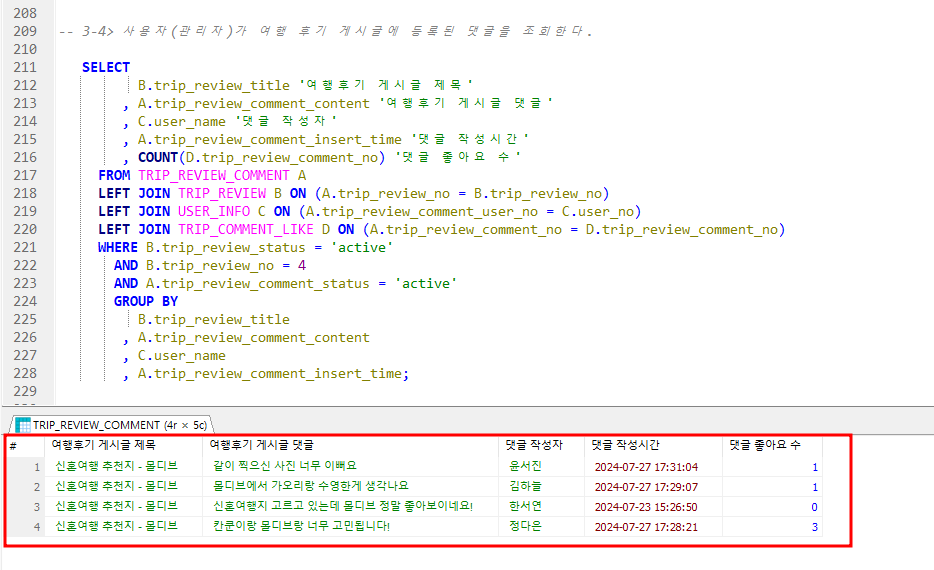 208
209 -- 3-4> 사용자(관리자)가 여행 후기 게시글에 등록된 댓글을 조회한다.
210
211 SELECT
212 B.trip_review_title '여행후기 게시글 제목'
213 , A.trip_review_comment_content '여행후기 게시글 댓글'
214 , C.user_name '댓글 작성자'
215 , A.trip_review_comment_insert_time '댓글 작성시간'
216 , COUNT(D.trip_review_comment_no) '댓글 좋아요 수'
217 FROM TRIP_REVIEW_COMMENT A
218 LEFT JOIN TRIP_REVIEW B ON (A.trip_review_no = B.trip_review_no)
219 LEFT JOIN USER_INFO C ON (A.trip_review_comment_user_no = C.user_no)
220 LEFT JOIN TRIP_COMMENT_LIKE D ON (A.trip_review_comment_no = D.trip_review_comment_no)
221 WHERE B.trip_review_status = 'active'
222 AND B.trip_review_no = 4
223 AND A.trip_review_comment_status = 'active'
224 GROUP BY
225 B.trip_review_title
226 , A.trip_review_comment_content
227 , C.user_name
228 , A.trip_review_comment_insert_time;
229
TRIP_REVIEW_COMMENT (4r × 5c)
# 여행후기 게시글 제목 여행후기 게시글 댓글 댓글 작성자 댓글 작성시간 댓글 좋아요 수
1 신혼여행 추천지 - 몰디브 같이 찍으신 사진 너무 이뻐요 윤서진 2024-07-27 17:31:04 1
2 신혼여행 추천지 - 몰디브 몰디브에서 가오리랑 수영한게 생각나요 김하늘 2024-07-27 17:29:07 1
3 신혼여행 추천지 - 몰디브 신혼여행지 고르고 있는데 몰디브 정말 좋아보이네요! 한서연 2024-07-23 15:26:50 0
4 신혼여행 추천지 - 몰디브 칸쿤이랑 몰디브랑 너무 고민됩니다! 정다은 2024-07-27 17:28:21 3